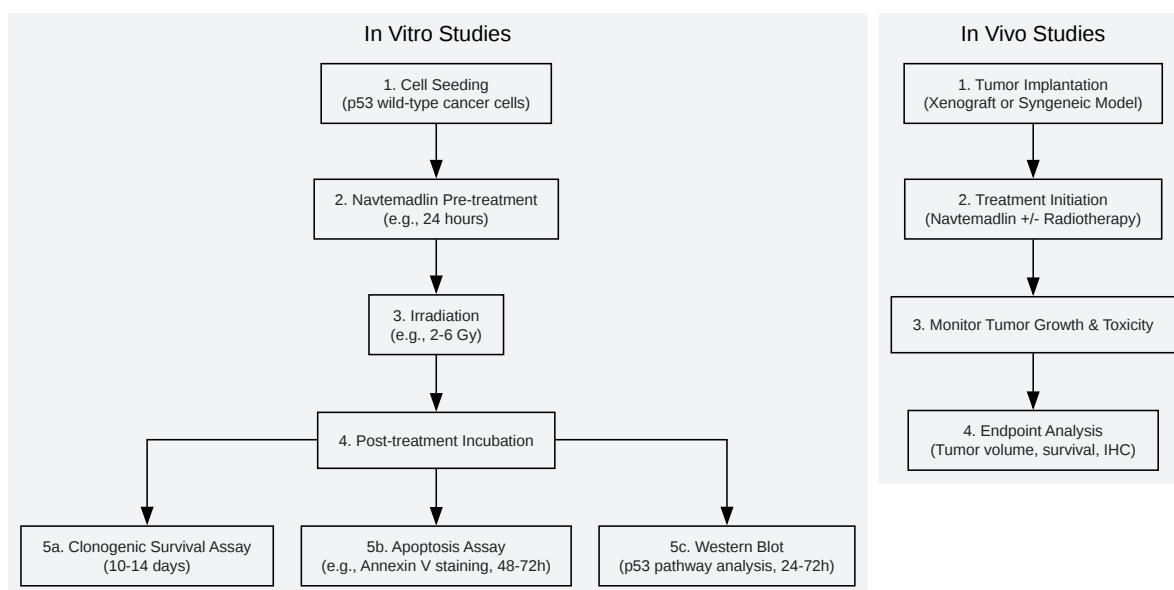 In Vitro Studies
1. Cell Seeding
(p53 wild-type cancer cells)
2. Navtemadlin Pre-treatment
(e.g., 24 hours)
3. Irradiation
(e.g., 2-6 Gy)
4. Post-treatment Incubation
5a. Clonogenic Survival Assay
(10-14 days)
5b. Apoptosis Assay
(e.g., Annexin V staining, 48-72h)
5c. Western Blot
(p53 pathway analysis, 24-72h)
In Vivo Studies
1. Tumor Implantation
(Xenograft or Syngeneic Model)
2. Treatment Initiation
(Navtemadlin +/- Radiotherapy)
3. Monitor Tumor Growth & Toxicity
4. Endpoint Analysis
(Tumor volume, survival, IHC)